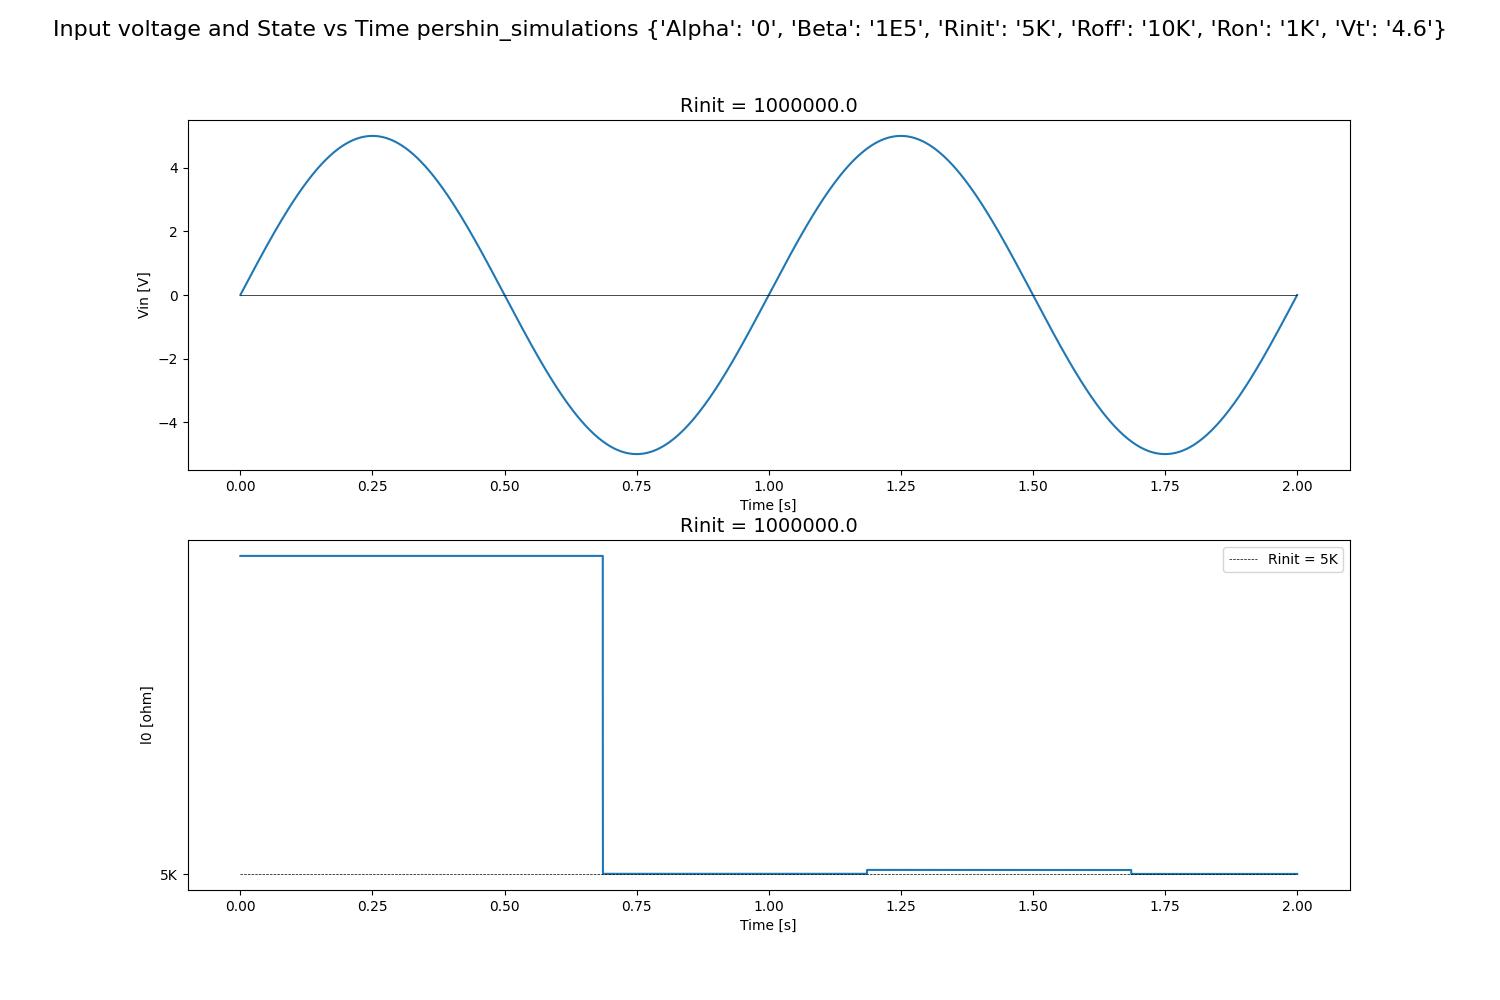 Input voltage and State vs Time pershin_simulations {'Alpha': '0', 'Beta': '1E5', 'Rinit': '5K', 'Roff': '10K', 'Ron': '1K', 'Vt': '4.6'}
Rinit = 1000000.0
4
2
0
−2
−4
Vin [V]
0.00 0.25 0.50 0.75 1.00 1.25 1.50 1.75 2.00
Time [s]
Rinit = 1000000.0
Rinit = 5K
l0 [ohm]
5K
0.00 0.25 0.50 0.75 1.00 1.25 1.50 1.75 2.00
Time [s]